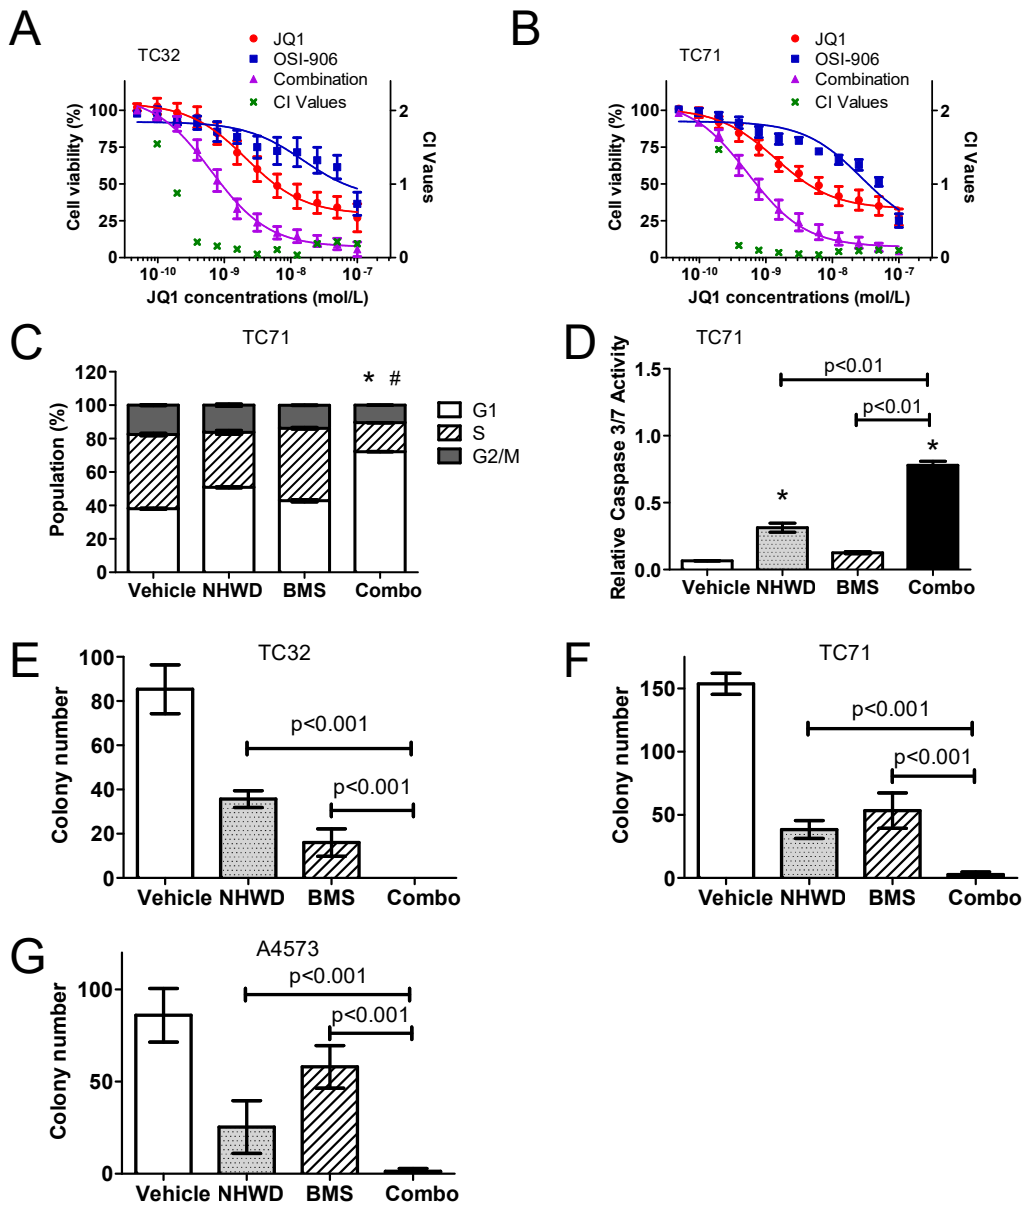 A
TC32
JQ1
OSI-906
Combination
CI Values
Cell viability (%)
100
75
50
25
0
2
1
0
CI Vaues
10-10
10-9
10-8
10-7
JQ1 concentrations (mol/L)
B
TC71
JQ1
OSI-906
Combination
CI Values
Cell viability (%)
100
75
50
25
0
2
1
0
CI Vaues
10-10
10-9
10-8
10-7
JQ1 concentrations (mol/L)
C
TC71
Population (%)
120
100
80
60
40
20
0
* #
G1
S
G2/M
Vehicle NHWD BMS Combo
D
TC71
Relative Caspase 3/7 Activity
1.5
1.0
0.5
0.0
p<0.01
p<0.01
*
*
Vehicle NHWD BMS Combo
E
TC32
Colony number
100
80
60
40
20
0
p<0.001
p<0.001
Vehicle NHWD BMS Combo
F
TC71
Colony number
150
100
50
0
p<0.001
p<0.001
Vehicle NHWD BMS Combo
G
A4573
Colony number
100
50
0
p<0.001
p<0.001
Vehicle NHWD BMS Combo